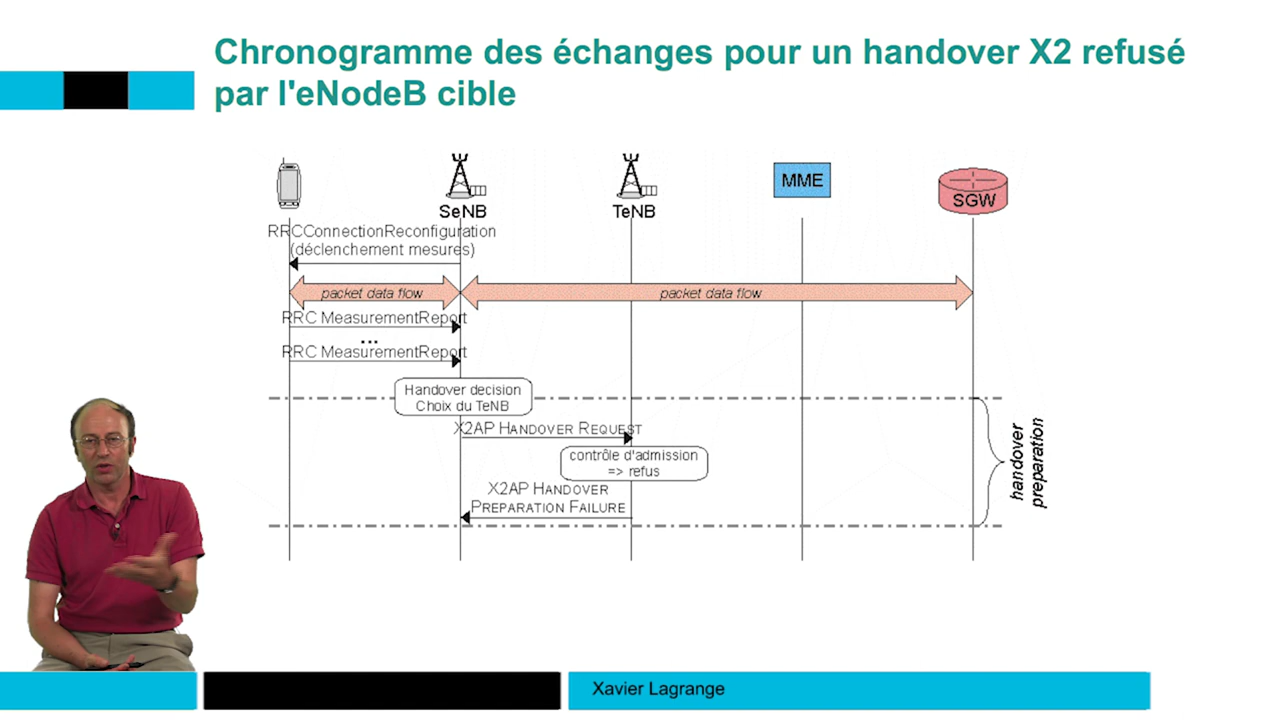 Chronogramme des échanges pour un handover X2 refusé
par l'eNodeB cible
MME
SGW
SeNB
TeNB
RRCConnectionReconfiguration
(déclenchement mesures)
packet data flow
packet data flow
RRC MeasurementReport
...
RRC MeasurementReport
Handover decision
Choix du TeNB
X2AP HANDOVER REQUEST
contrôle d'admission
=> refus
X2AP HANDOVER
PREPARATION FAILURE
handover
preparation
Xavier Lagrange